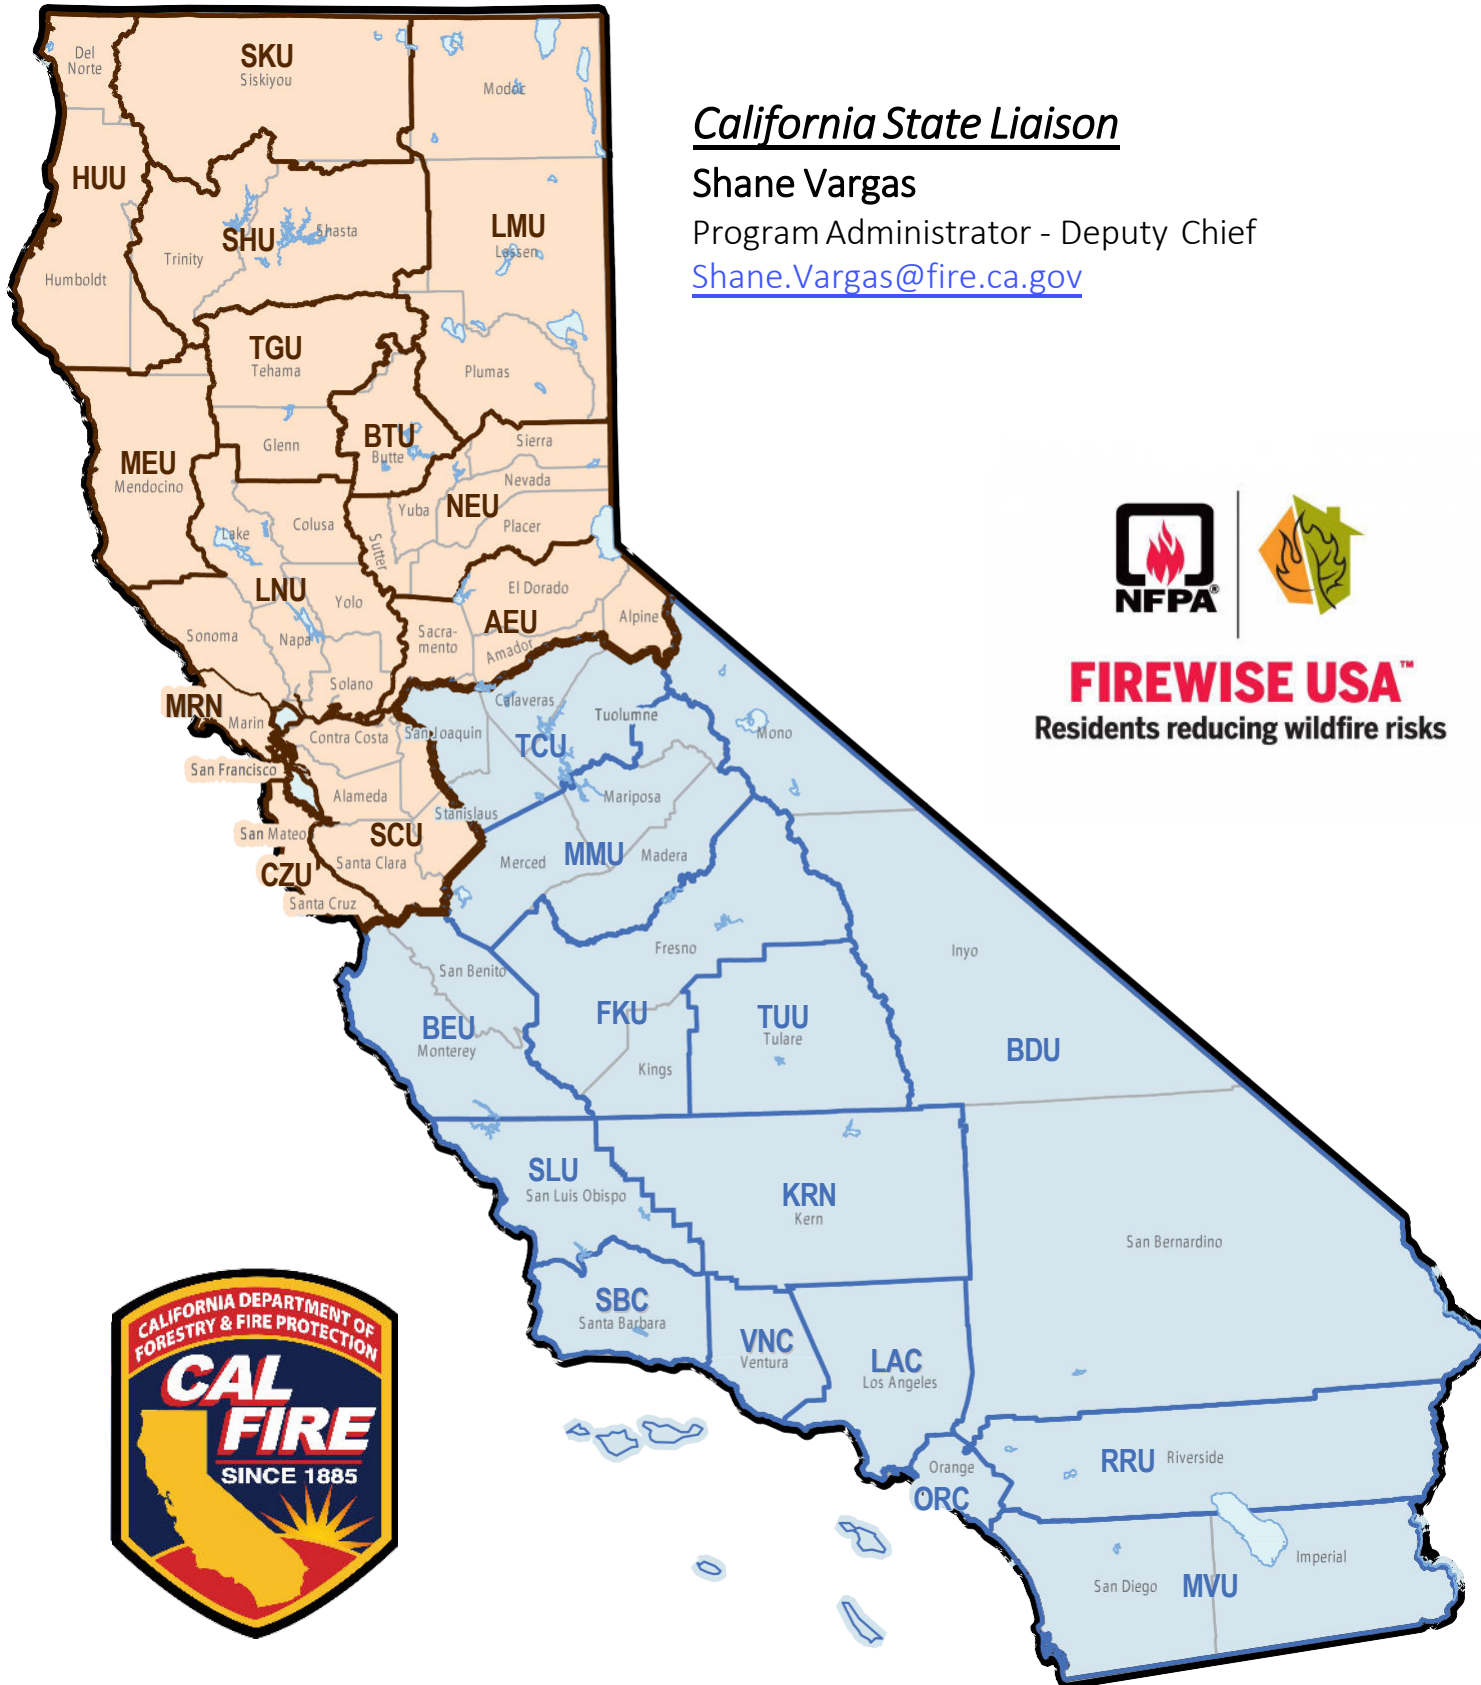 California State Liaison
Shane Vargas
Program Administrator - Deputy Chief
Shane.Vargas@fire.ca.gov
Del
Norte
SKU
Siskiyou
Modoc
HUU
Humboldt
Trinity
SHU
Shasta
LMU
Lassen
TGU
Tehama
Plumas
Glenn
BTU
Butte
Sierra
MEU
Mendocino
Nevada
Yuba
NEU
Placer
Colusa
Lake
Sutter
LNU
Yolo
El Dorado
AEU
Alpine
Sonoma
Napa
Sacra-
mento
Amador
Solano
MRN
Marin
Calaveras
Tuolumne
Mono
Contra Costa
San Joaquin
TCU
San Francisco
Alameda
Mariposa
Stanislaus
San Mateo
SCU
Santa Clara
CZU
Santa Cruz
Merced
MMU
Madera
Fresno
Inyo
San Benito
BEU
Monterey
FKU
Kings
TUU
Tulare
BDU
SLU
San Luis Obispo
KRN
Kern
San Bernardino
SBC
Santa Barbara
VNC
Ventura
LAC
Los Angeles
Orange
ORC
RRU
Riverside
San Diego
MVU
Imperial
NFPA®
FIREWISE USA™
Residents reducing wildfire risks
CALIFORNIA DEPARTMENT OF
FORESTRY & FIRE PROTECTION
CAL
FIRE
SINCE 1885